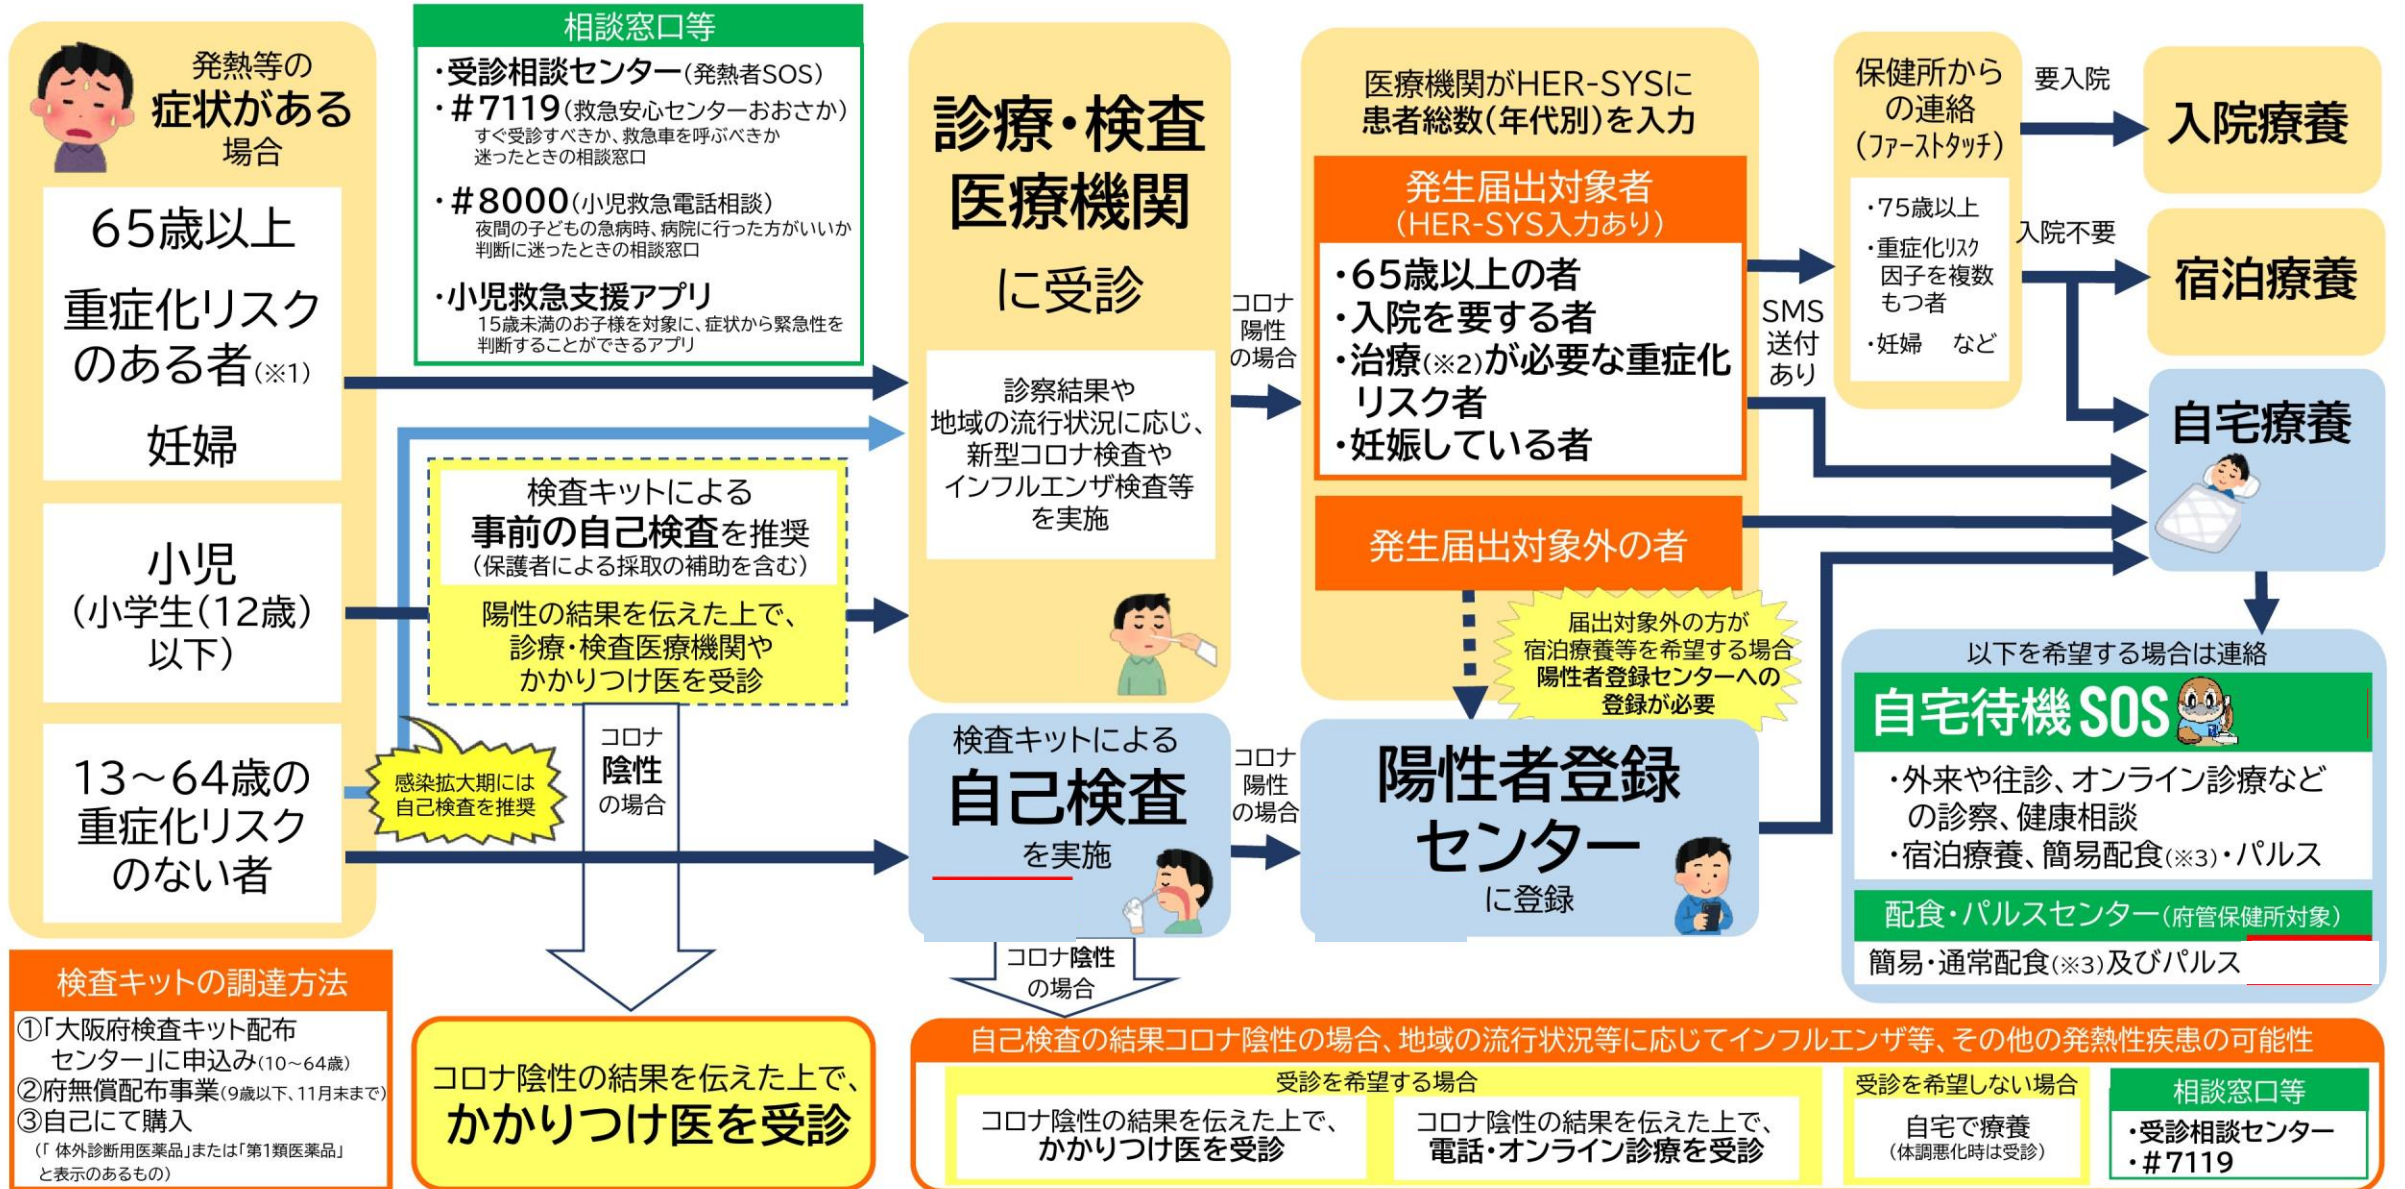 発熱等の
症状がある
場合
65歳以上
重症化リスク
のある者(※1)
妊婦
小児
(小学生(12歳)
以下)
13～64歳の
重症化リスク
のない者
相談窓口等
・受診相談センター(発熱者SOS)
・#7119(救急安心センターおおさか)
すぐ受診すべきか、救急車を呼ぶべきか
迷ったときの相談窓口
・#8000(小児救急電話相談)
夜間の子どもの急病時、病院に行った方がいいか
判断に迷ったときの相談窓口
・小児救急支援アプリ
15歳未満のお子様を対象に、症状から緊急性を
判断することができるアプリ
検査キットによる
事前の自己検査を推奨
(保護者による採取の補助を含む)
陽性の結果を伝えた上で、
診療・検査医療機関や
かかりつけ医を受診
感染拡大期には
自己検査を推奨
コロナ
陰性
の場合
診療・検査
医療機関
に受診
診察結果や
地域の流行状況に応じ、
新型コロナ検査や
インフルエンザ検査等
を実施
コロナ
陽性
の場合
検査キットによる
自己検査
を実施
コロナ
陽性
の場合
コロナ陰性
の場合
医療機関がHER-SYSに
患者総数(年代別)を入力
発生届出対象者
(HER-SYS入力あり)
・65歳以上の者
・入院を要する者
・治療(※2)が必要な重症化
リスク者
・妊娠している者
発生届出対象外の者
届出対象外の方が
宿泊療養等を希望する場合
陽性者登録センターへの
登録が必要
陽性者登録
センター
に登録
SMS
送付
あり
保健所から
の連絡
(ファーストタッチ)
・75歳以上
・重症化リスク
因子を複数
もつ者
・妊婦 など
要入院
入院不要
入院療養
宿泊療養
自宅療養
以下を希望する場合は連絡
自宅待機SOS
・外来や往診、オンライン診療など
の診察、健康相談
・宿泊療養、簡易配食(※3)・パルス
配食・パルスセンター(府管保健所対象)
簡易・通常配食(※3)及びパルス
検査キットの調達方法
①「大阪府検査キット配布
センター」に申込み(10～64歳)
②府無償配布事業(9歳以下、11月末まで)
③自己にて購入
(「体外診断用医薬品」または「第1類医薬品」
と表示のあるもの)
コロナ陰性の結果を伝えた上で、
かかりつけ医を受診
自己検査の結果コロナ陰性の場合、地域の流行状況等に応じてインフルエンザ等、その他の発熱性疾患の可能性
受診を希望する場合
コロナ陰性の結果を伝えた上で、
かかりつけ医を受診
コロナ陰性の結果を伝えた上で、
電話・オンライン診療を受診
受診を希望しない場合
自宅で療養
(体調悪化時は受診)
相談窓口等
・受診相談センター
・#7119